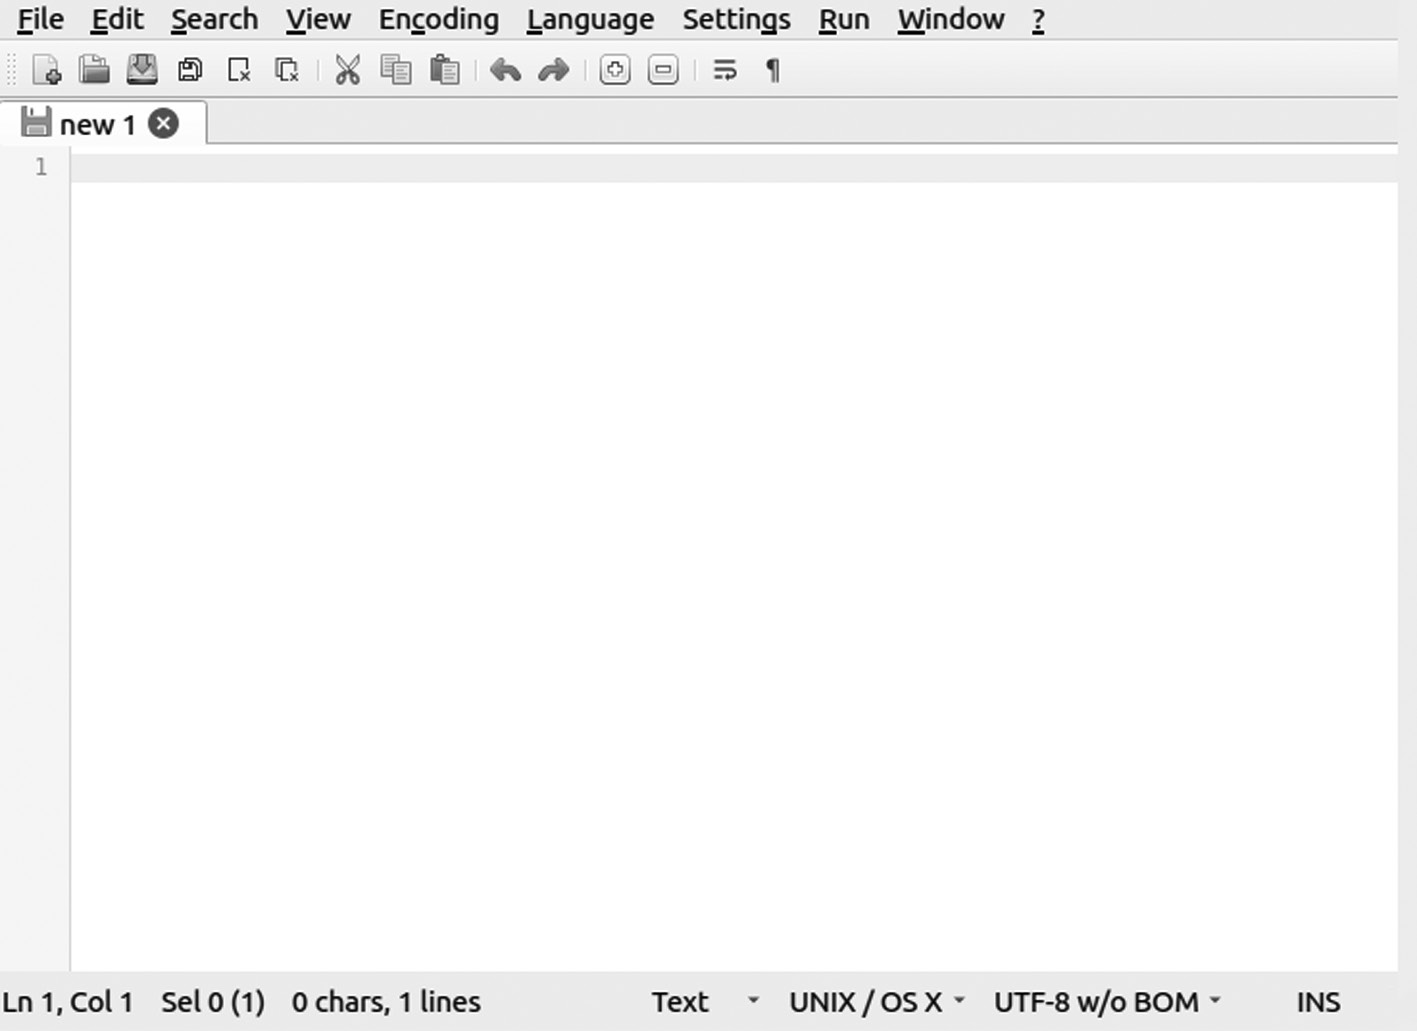 File Edit Search View Encoding Language Settings Run Window ?
¶
new 1
1
Ln 1, Col 1 Sel 0 (1) 0 chars, 1 lines Text UNIX / OS X UTF-8 w/o BOM INS